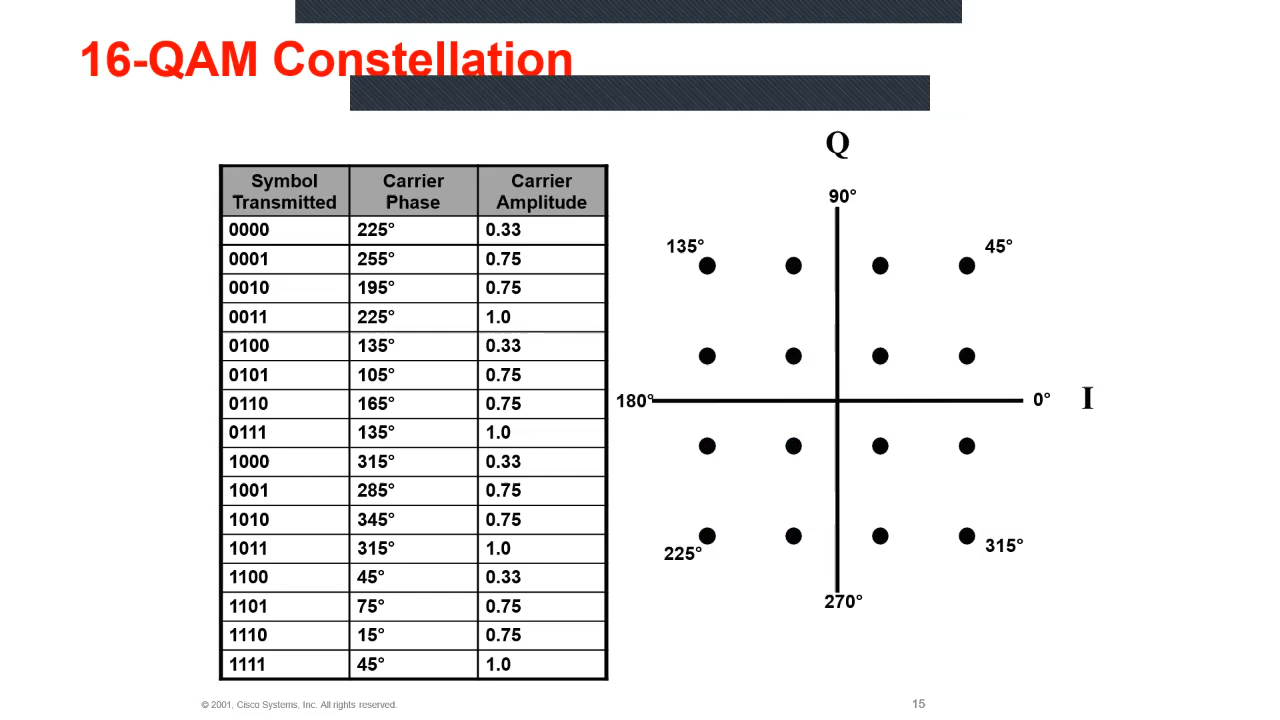 16-QAM Constellation
Symbol Transmitted Carrier Phase Carrier Amplitude
0000 225° 0.33
0001 255° 0.75
0010 195° 0.75
0011 225° 1.0
0100 135° 0.33
0101 105° 0.75
0110 165° 0.75
0111 135° 1.0
1000 315° 0.33
1001 285° 0.75
1010 345° 0.75
1011 315° 1.0
1100 45° 0.33
1101 75° 0.75
1110 15° 0.75
1111 45° 1.0
Q
90°
135° 45°
180° 0° I
225° 315°
270°
© 2001, Cisco Systems, Inc. All rights reserved. 15